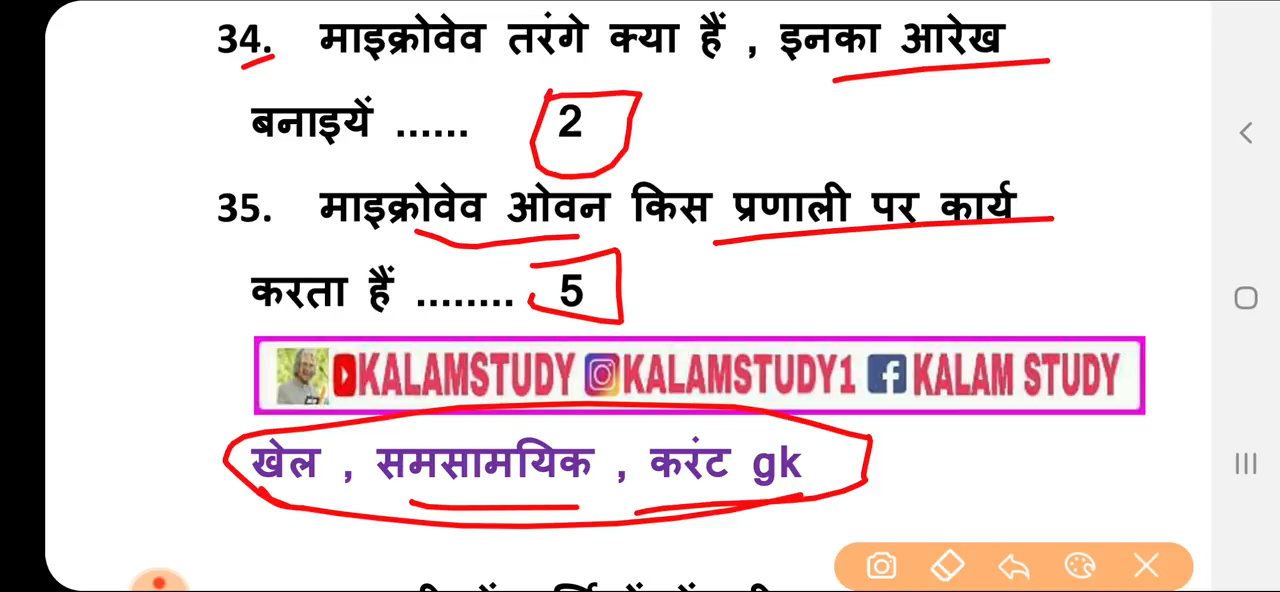 34. माइक्रोवेव तरंगे क्या हैं , इनका आरेख
बनाइयें ...... 2
35. माइक्रोवेव ओवन किस प्रणाली पर कार्य
करता हैं ........ 5
KALAMSTUDY KALAMSTUDY1 KALAM STUDY
खेल , समसामयिक , करंट gk